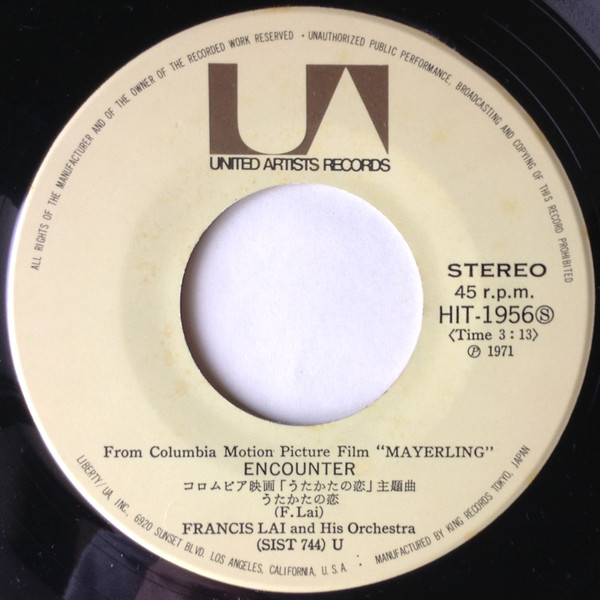 ALL RIGHTS OF THE MANUFACTURER AND OF THE OWNER OF THE RECORDED WORK RESERVED · UNAUTHORIZED PUBLIC PERFORMANCE, BROADCASTING AND COPYING OF THIS RECORD PROHIBITED
UA
UNITED ARTISTS RECORDS
STEREO
45 r.p.m.
HIT-1956Ⓢ
〈Time 3:13〉
Ⓟ 1971
From Columbia Motion Picture Film "MAYERLING"
ENCOUNTER
コロムビア映画「うたかたの恋」主題曲
うたかたの恋
(F.Lai)
FRANCIS LAI and His Orchestra
(SIST 744) U
LIBERTY/UA, INC. 6920 SUNSET BLVD. LOS ANGELES, CALIFORNIA, U.S.A. · MANUFACTURED BY KING RECORDS TOKYO, JAPAN